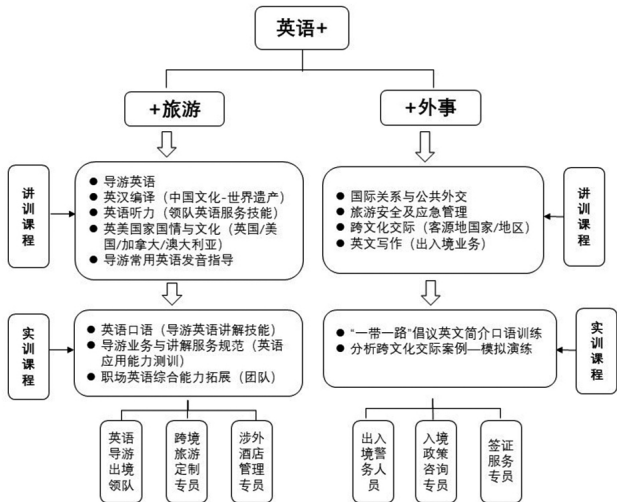 英语+
+旅游
+外事
讲
训
课
程
● 导游英语
● 英汉编译（中国文化-世界遗产）
● 英语听力（领队英语服务技能）
● 英美国家国情与文化（英国/美
国/加拿大/澳大利亚）
● 导游常用英语发音指导
● 国际关系与公共外交
● 旅游安全及应急管理
● 跨文化交际（客源地国家/地区）
● 英文写作（出入境业务）
讲
训
课
程
实
训
课
程
● 英语口语（导游英语讲解技能）
● 导游业务与讲解服务规范（英语
应用能力测训）
● 职场英语综合能力拓展（团队）
● “一带一路”倡议英文简介口语训练
● 分析跨文化交际案例—模拟演练
实
训
课
程
英语
导游
出境
领队
跨境
旅游
定制
专员
涉外
酒店
管理
专员
出入
境警
务人
员
入境
政策
咨询
专员
签证
服务
专员